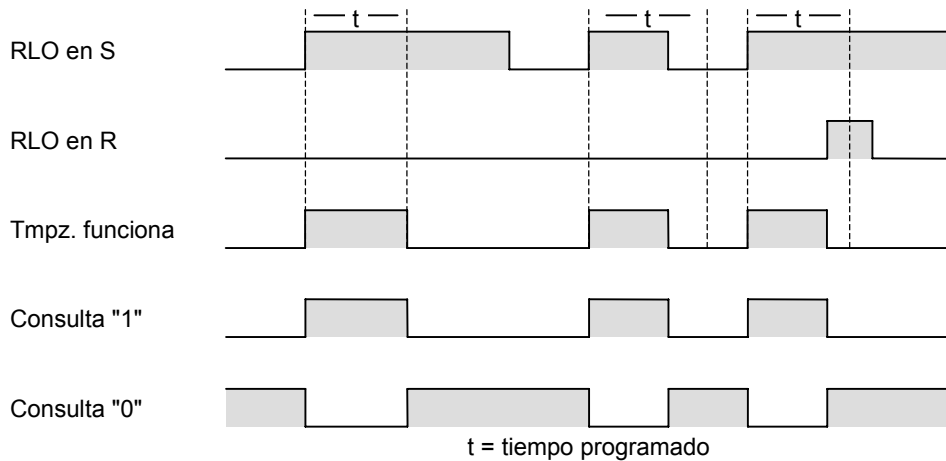 t t t
RLO en S
RLO en R
Tmpz. funciona
Consulta "1"
Consulta "0"
t = tiempo programado